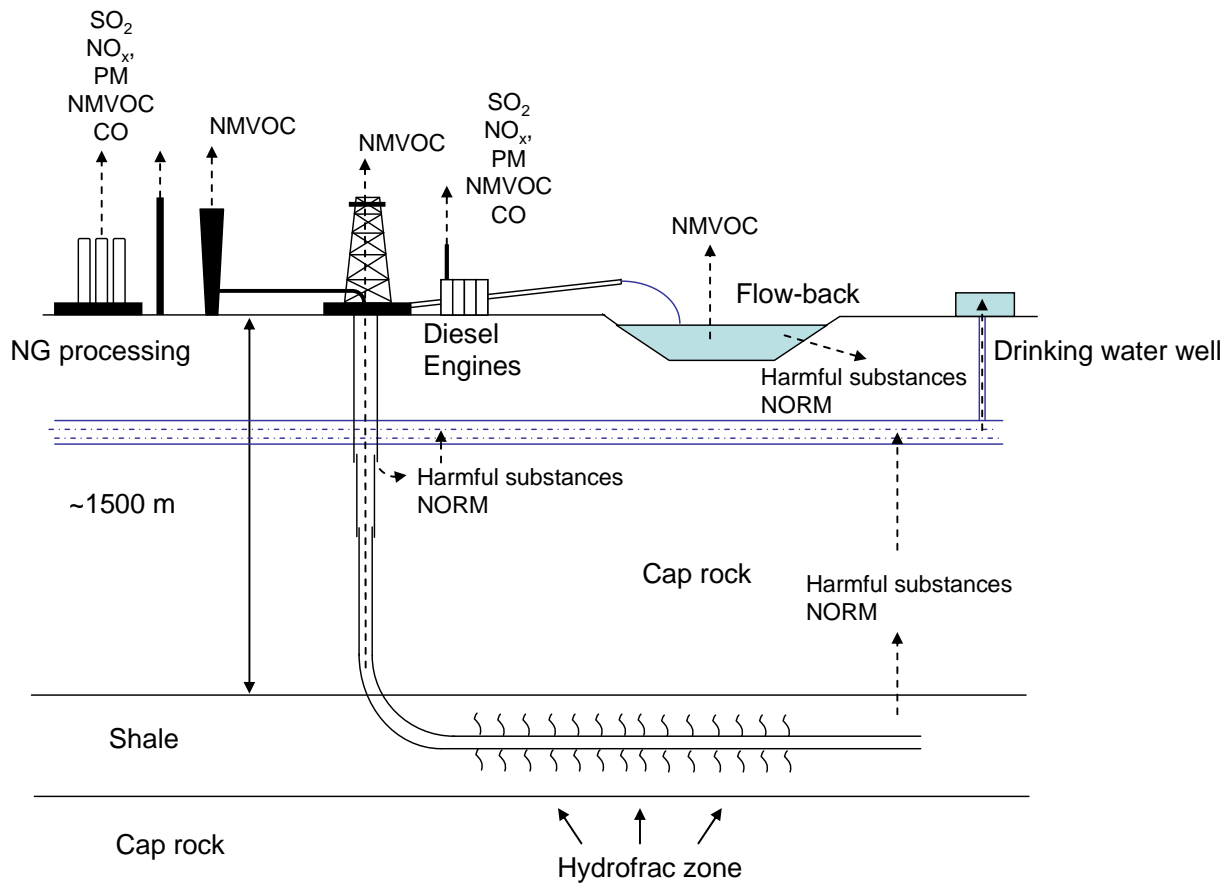 SO₂
NOₓ,
PM
NMVOC
CO
NMVOC
NMVOC
SO₂
NOₓ,
PM
NMVOC
CO
NMVOC
Flow-back
NG processing
Diesel
Engines
Drinking water well
Harmful substances
NORM
Harmful substances
NORM
~1500 m
Cap rock
Harmful substances
NORM
Shale
Cap rock
Hydrofrac zone